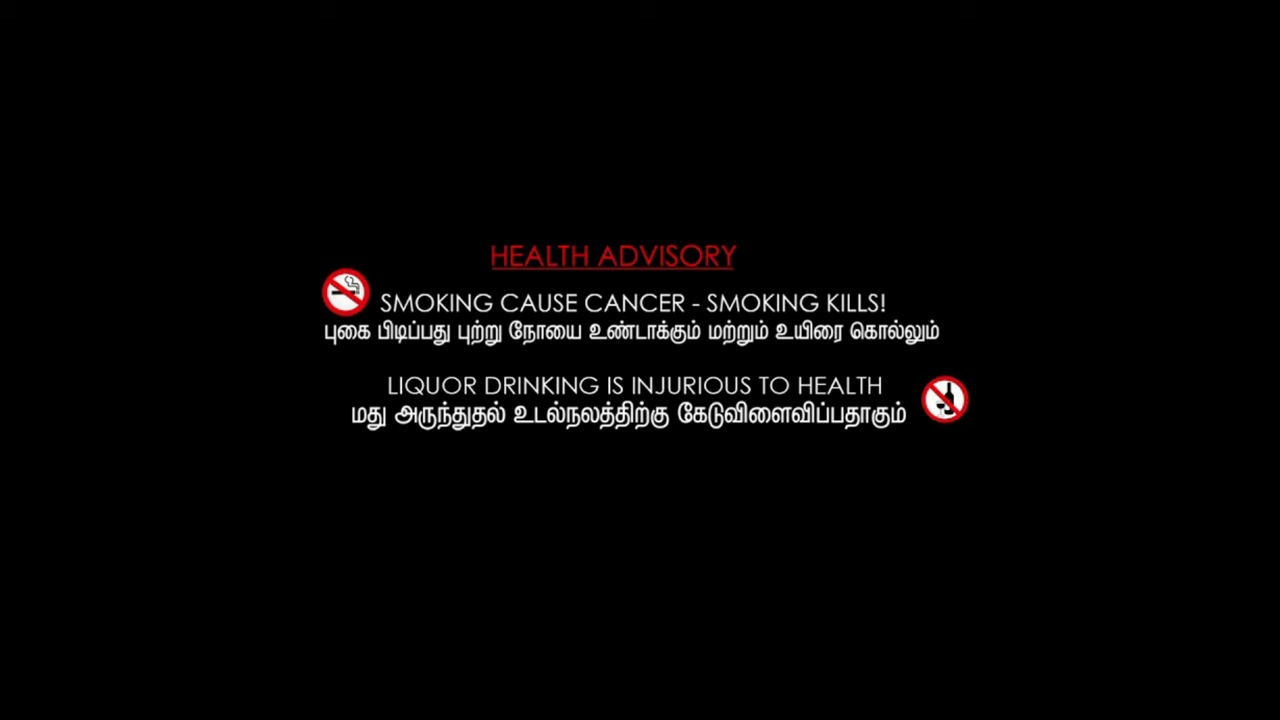 HEALTH ADVISORY
SMOKING CAUSE CANCER - SMOKING KILLS!
புகை பிடிப்பது புற்று நோயை உண்டாக்கும் மற்றும் உயிரை கொல்லும்
LIQUOR DRINKING IS INJURIOUS TO HEALTH
மது அருந்துதல் உடல்நலத்திற்கு கேடுவிளைவிப்பதாகும்